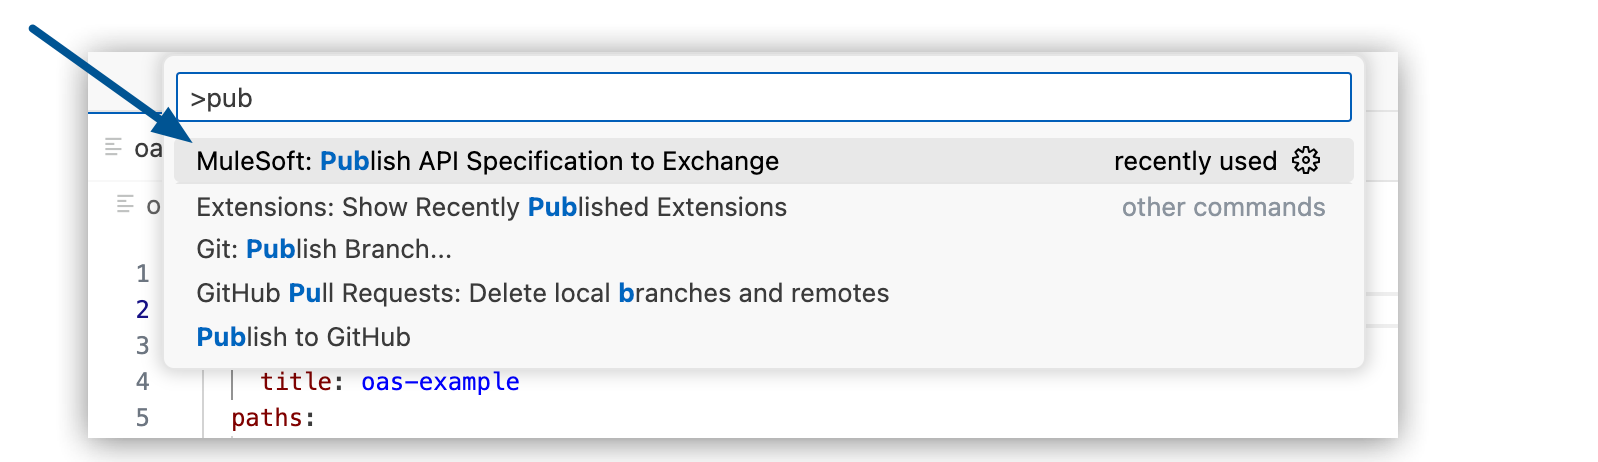 >pub
oa
MuleSoft: Publish API Specification to Exchange recently used
o
Extensions: Show Recently Published Extensions other commands
Git: Publish Branch...
1
GitHub Pull Requests: Delete local branches and remotes
2
Publish to GitHub
3
4 title: oas-example
5 paths: